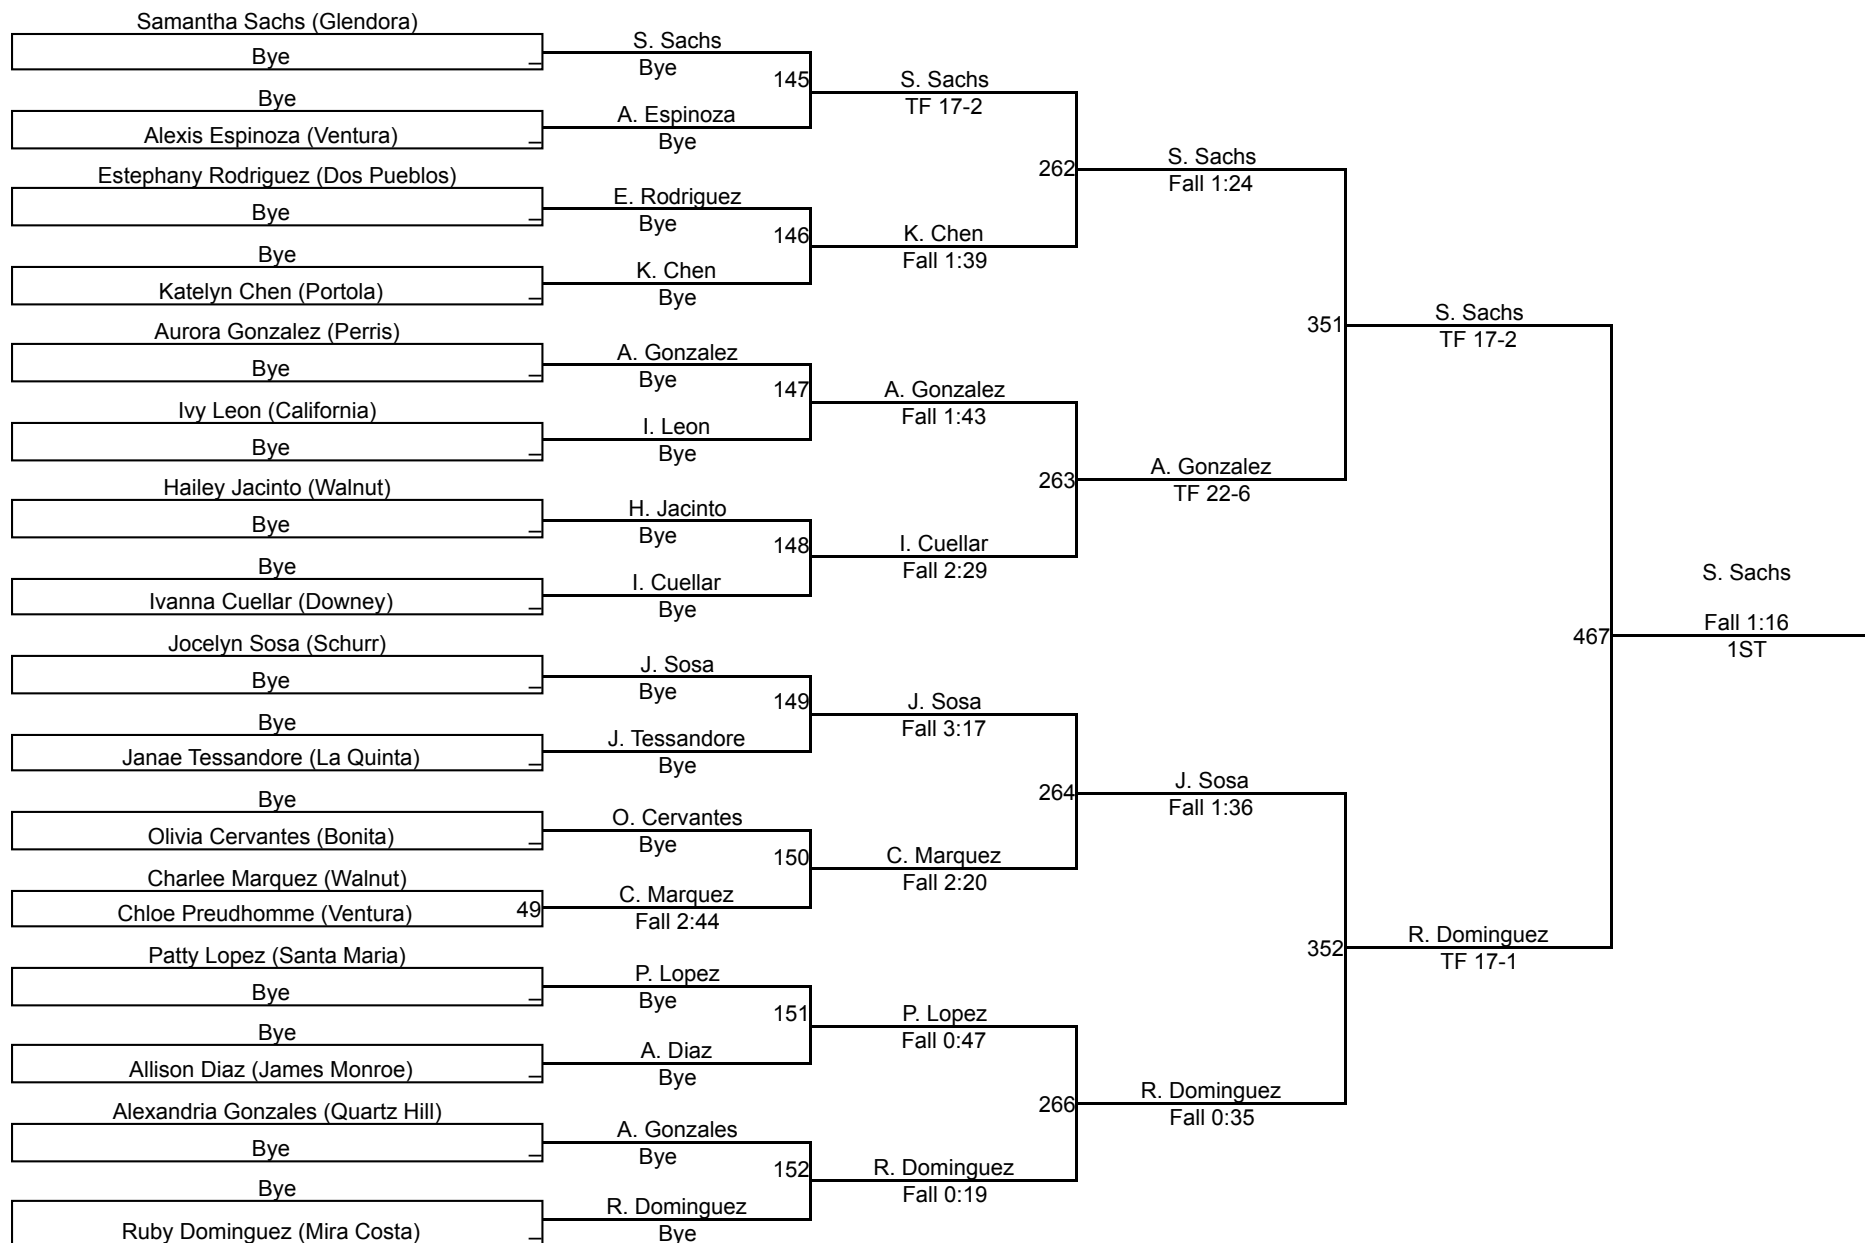 Samantha Sachs (Glendora)
Bye
Bye
Alexis Espinoza (Ventura)
Estephany Rodriguez (Dos Pueblos)
Bye
Bye
Katelyn Chen (Portola)
Aurora Gonzalez (Perris)
Bye
Ivy Leon (California)
Bye
Hailey Jacinto (Walnut)
Bye
Bye
Ivanna Cuellar (Downey)
Jocelyn Sosa (Schurr)
Bye
Bye
Janae Tessandore (La Quinta)
Bye
Olivia Cervantes (Bonita)
Charlee Marquez (Walnut)
Chloe Preudhomme (Ventura) 49
Patty Lopez (Santa Maria)
Bye
Bye
Allison Diaz (James Monroe)
Alexandria Gonzales (Quartz Hill)
Bye
Bye
Ruby Dominguez (Mira Costa)
S. Sachs
Bye
145
A. Espinoza
Bye
E. Rodriguez
Bye
146
K. Chen
Bye
A. Gonzalez
Bye
147
I. Leon
Bye
H. Jacinto
Bye
148
I. Cuellar
Bye
J. Sosa
Bye
149
J. Tessandore
Bye
O. Cervantes
Bye
150
C. Marquez
Fall 2:44
P. Lopez
Bye
151
A. Diaz
Bye
A. Gonzales
Bye
152
R. Dominguez
Bye
S. Sachs
TF 17-2
262
K. Chen
Fall 1:39
A. Gonzalez
Fall 1:43
263
I. Cuellar
Fall 2:29
J. Sosa
Fall 3:17
264
C. Marquez
Fall 2:20
P. Lopez
Fall 0:47
266
R. Dominguez
Fall 0:19
S. Sachs
Fall 1:24
351
A. Gonzalez
TF 22-6
J. Sosa
Fall 1:36
352
R. Dominguez
Fall 0:35
S. Sachs
TF 17-2
467
R. Dominguez
TF 17-1
S. Sachs
Fall 1:16
1ST